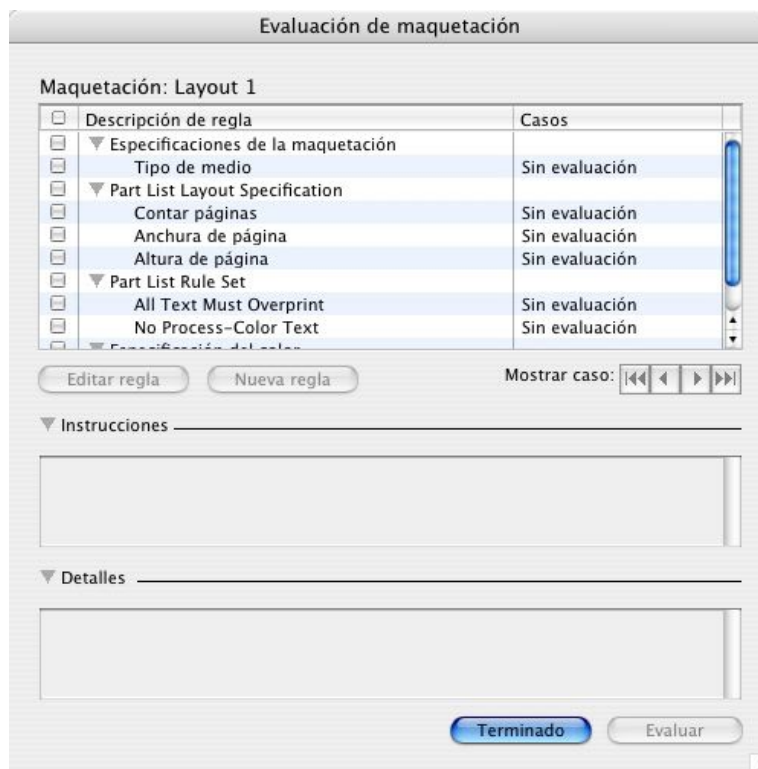 Evaluación de maquetación
Maquetación: Layout 1
Descripción de regla Casos
Especificaciones de la maquetación
Tipo de medio Sin evaluación
Part List Layout Specification
Contar páginas Sin evaluación
Anchura de página Sin evaluación
Altura de página Sin evaluación
Part List Rule Set
All Text Must Overprint Sin evaluación
No Process-Color Text Sin evaluación
Especificación del color
Editar regla Nueva regla Mostrar caso:
Instrucciones
Detalles
Terminado Evaluar